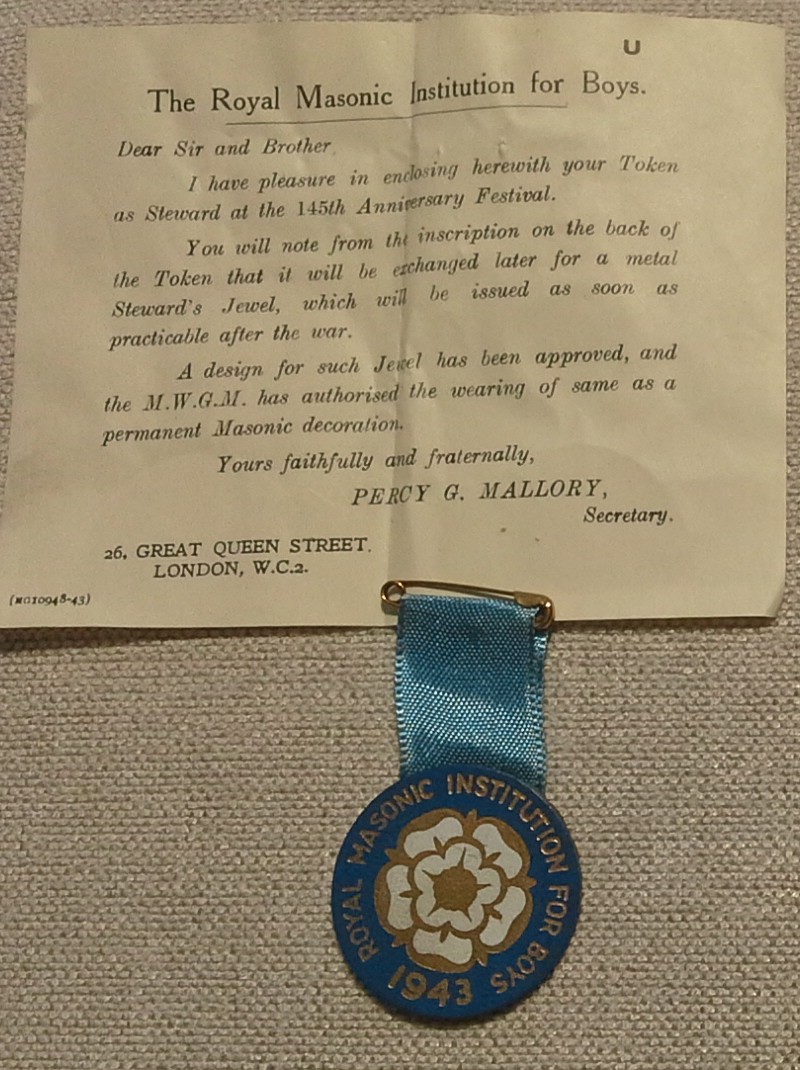 U
The Royal Masonic Institution for Boys.
Dear Sir and Brother,
I have pleasure in enclosing herewith your Token
as Steward at the 145th Anniversary Festival.
You will note from the inscription on the back of
the Token that it will be exchanged later for a metal
Steward's Jewel, which will be issued as soon as
practicable after the war.
A design for such Jewel has been approved, and
the M.W.G.M. has authorised the wearing of same as a
permanent Masonic decoration.
Yours faithfully and fraternally,
PERCY G. MALLORY,
Secretary.
26, GREAT QUEEN STREET.
LONDON, W.C.2.
(MG10948-43)
ROYAL MASONIC INSTITUTION FOR BOYS
1943